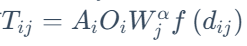 T_{ij} = A_i O_i W_j^α f (d_{ij})